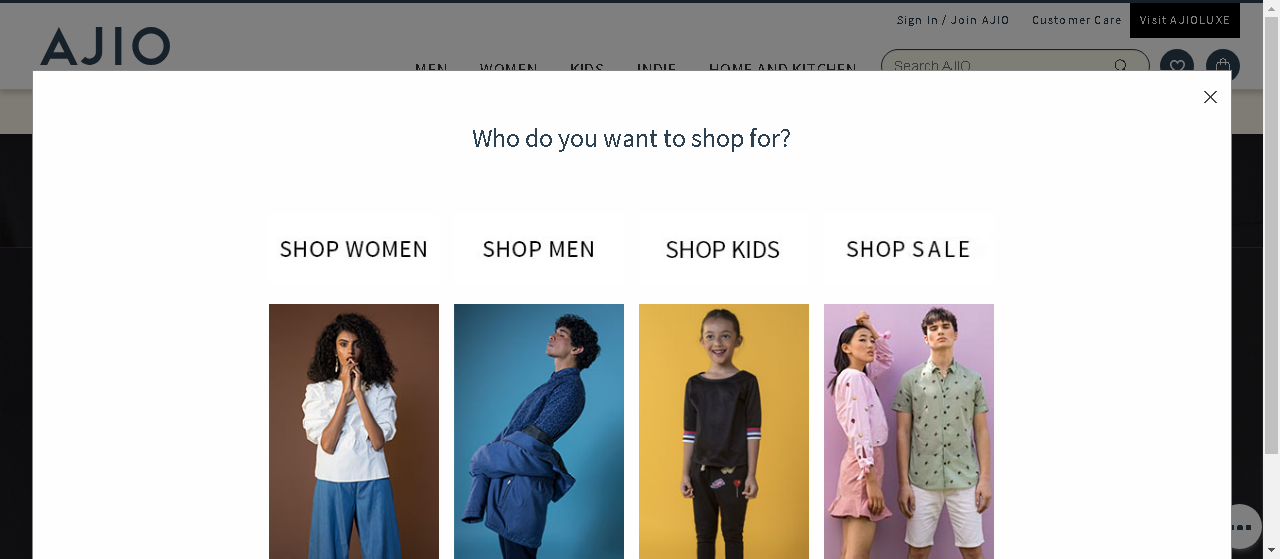 Sign In / Join AJIO
Customer Care
Visit AJIOLUXE
AJIO
MEN
WOMEN
KIDS
INDIE
HOME AND KITCHEN
Search AJIO
Who do you want to shop for?
SHOP WOMEN
SHOP MEN
SHOP KIDS
SHOP SALE